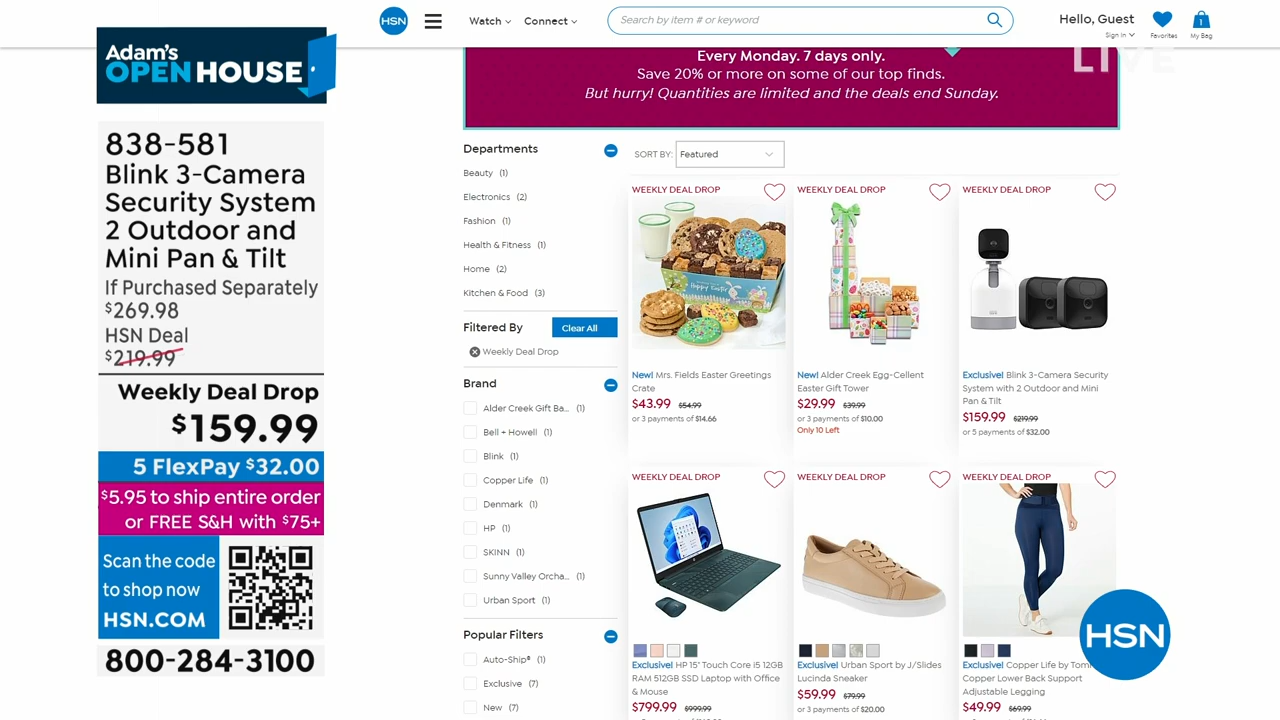 HSN
Watch
Connect
Search by item # or keyword
Hello, Guest
Sign In
Favorites
1
My Bag
LIVE
Adam's
OPEN HOUSE
838-581
Blink 3-Camera
Security System
2 Outdoor and
Mini Pan & Tilt
If Purchased Separately
$269.98
HSN Deal
$219.99
Weekly Deal Drop
$159.99
5 FlexPay $32.00
$5.95 to ship entire order
or FREE S&H with $75+
Scan the code
to shop now
HSN.COM
800-284-3100
Every Monday. 7 days only.
Save 20% or more on some of our top finds.
But hurry! Quantities are limited and the deals end Sunday.
Departments
Beauty (1)
Electronics (2)
Fashion (1)
Health & Fitness (1)
Home (2)
Kitchen & Food (3)
Filtered By
Clear All
Weekly Deal Drop
Brand
Alder Creek Gift Ba... (1)
Bell + Howell (1)
Blink (1)
Copper Life (1)
Denmark (1)
HP (1)
SKINN (1)
Sunny Valley Orcha... (1)
Urban Sport (1)
Popular Filters
Auto-Ship® (1)
Exclusive (7)
New (7)
SORT BY: Featured
WEEKLY DEAL DROP
Happy Easter
New! Mrs. Fields Easter Greetings
Crate
$43.99 $54.99
or 3 payments of $14.66
WEEKLY DEAL DROP
New! Alder Creek Egg-Cellent
Easter Gift Tower
$29.99 $39.99
or 3 payments of $10.00
Only 10 Left
WEEKLY DEAL DROP
Exclusive! Blink 3-Camera Security
System with 2 Outdoor and Mini
Pan & Tilt
$159.99 $219.99
or 5 payments of $32.00
WEEKLY DEAL DROP
Exclusive! HP 15" Touch Core i5 12GB
RAM 512GB SSD Laptop with Office
& Mouse
$799.99 $999.99
WEEKLY DEAL DROP
Exclusive! Urban Sport by J/Slides
Lucinda Sneaker
$59.99 $79.99
or 3 payments of $20.00
WEEKLY DEAL DROP
Exclusive! Copper Life by
Copper Lower Back Support
Adjustable Legging
$49.99 $69.99
HSN